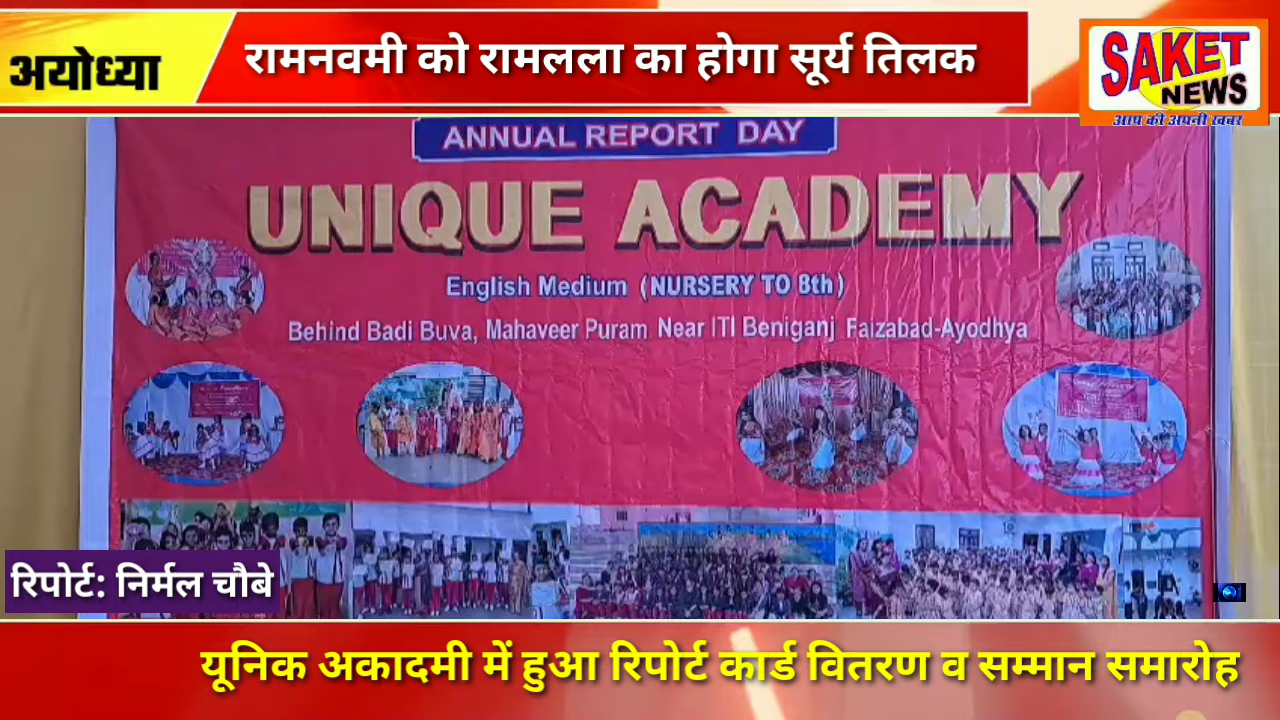 अयोध्या
रामनवमी को रामलला का होगा सूर्य तिलक
SAKET
NEWS
आप की अपनी खबर
ANNUAL REPORT DAY
UNIQUE ACADEMY
English Medium (NURSERY TO 8th)
Behind Badi Buva, Mahaveer Puram Near ITI Beniganj Faizabad-Ayodhya
रिपोर्ट: निर्मल चौबे
यूनिक अकादमी में हुआ रिपोर्ट कार्ड वितरण व सम्मान समारोह